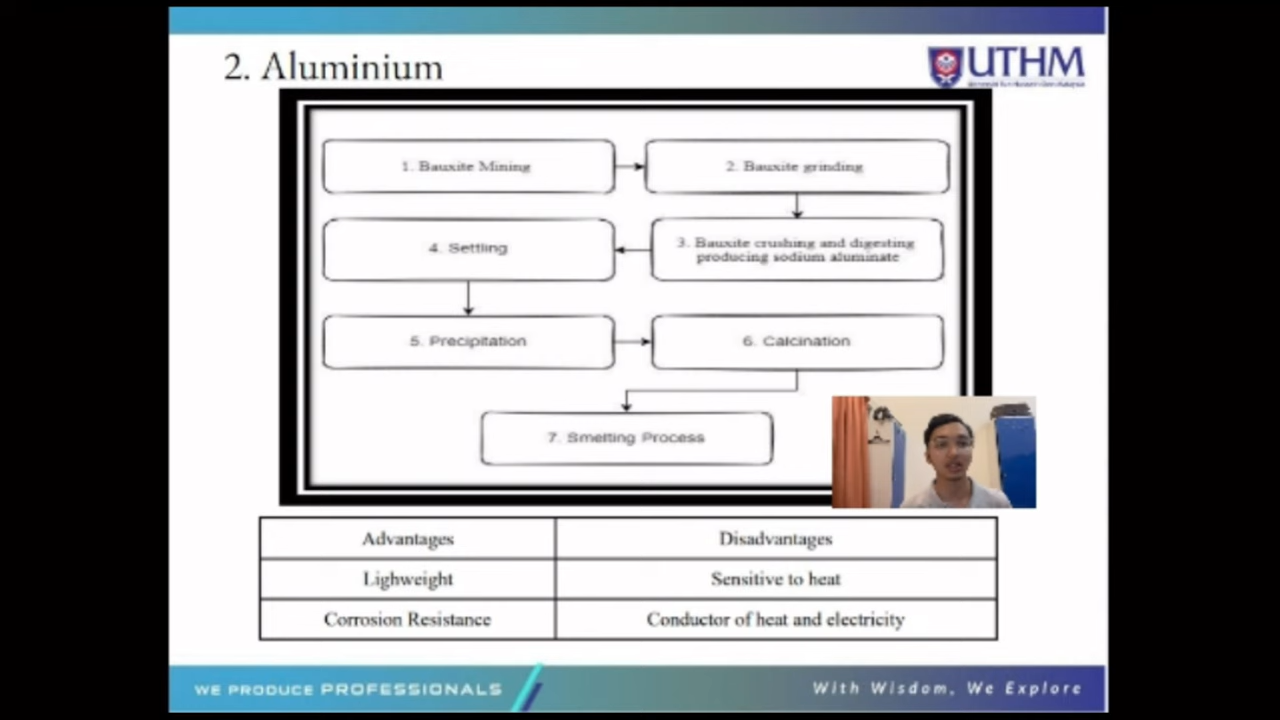 2. Aluminium
UTHM
1. Bauxite Mining
2. Bauxite grinding
3. Bauxite crushing and digesting
producing sodium aluminate
4. Settling
5. Precipitation
6. Calcination
7. Smelting Process
Advantages
Disadvantages
Lighweight
Sensitive to heat
Corrosion Resistance
Conductor of heat and electricity
WE PRODUCE PROFESSIONALS
With Wisdom, We Explore